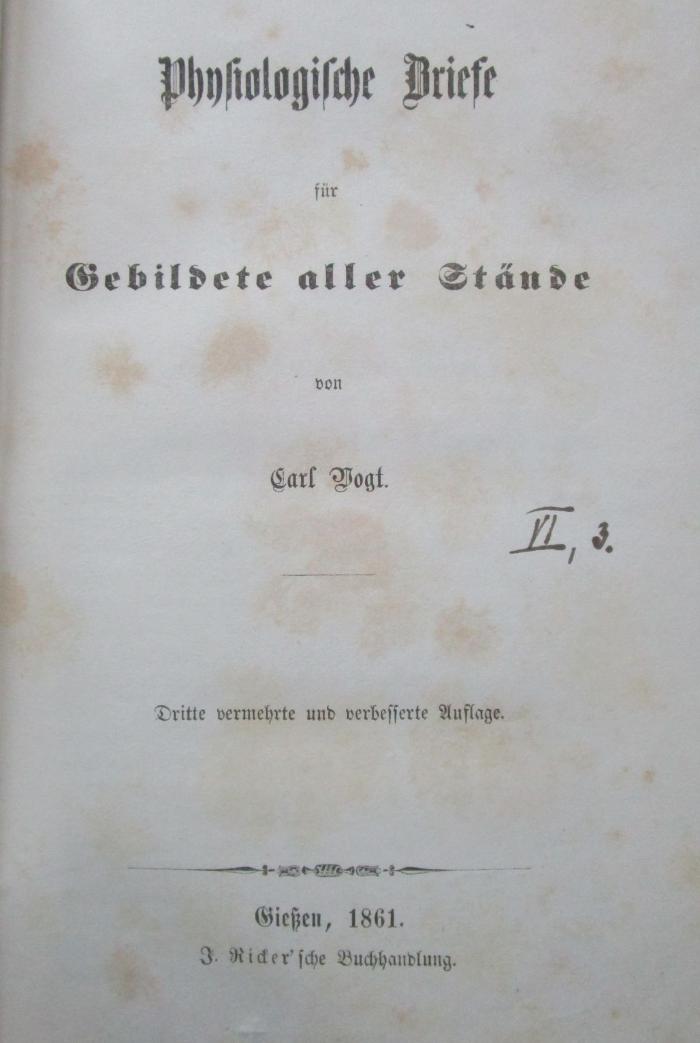 Physiologische Briefe
für
Gebildete aller Stände
von
Carl Vogt.
VI, 3.
Dritte vermehrte und verbesserte Auflage.
Gießen, 1861.
J. Ricker'sche Buchhandlung.